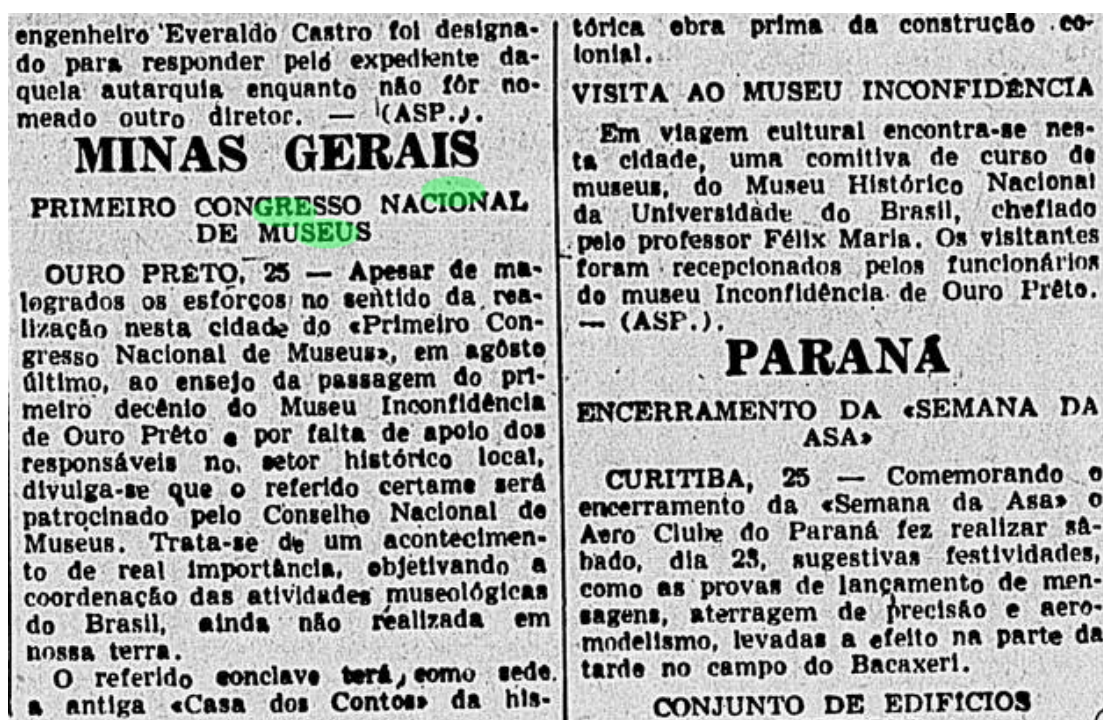 engenheiro Everaldo Castro foi designa-
do para responder pelo expediente da-
quela autarquia enquanto não fôr no-
meado outro diretor. — (ASP.).
MINAS GERAIS
PRIMEIRO CONGRESSO NACIONAL
DE MUSEUS
OURO PRÊTO, 25 — Apesar de ma-
logrados os esforços no sentido da rea-
lização nesta cidade do «Primeiro Con-
gresso Nacional de Museus», em agôsto
último, ao ensejo da passagem do pri-
meiro decênio do Museu Inconfidência
de Ouro Prêto e por falta de apoio dos
responsáveis no setor histórico local,
divulga-se que o referido certame será
patrocinado pelo Conselho Nacional de
Museus. Trata-se de um acontecimen-
to de real importância, objetivando a
coordenação das atividades museológicas
do Brasil, ainda não realizada em
nossa terra.
O referido conclave terá como sede
a antiga «Casa dos Contos» da his-
tórica obra prima da construção co-
lonial.
VISITA AO MUSEU INCONFIDÊNCIA
Em viagem cultural encontra-se nes-
ta cidade, uma comitiva de curso de
museus, do Museu Histórico Nacional
da Universidade do Brasil, chefiado
pelo professor Félix Maria. Os visitantes
foram recepcionados pelos funcionários
do museu Inconfidência de Ouro Prêto.
— (ASP.).
PARANÁ
ENCERRAMENTO DA «SEMANA DA
ASA»
CURITIBA, 25 — Comemorando o
encerramento da «Semana da Asa» o
Aero Clube do Paraná fez realizar sá-
bado, dia 23, sugestivas festividades,
como as provas de lançamento de men-
sagens, aterragem de precisão e aero-
modelismo, levadas a efeito na parte da
tarde no campo do Bacaxeri.
CONJUNTO DE EDIFÍCIOS